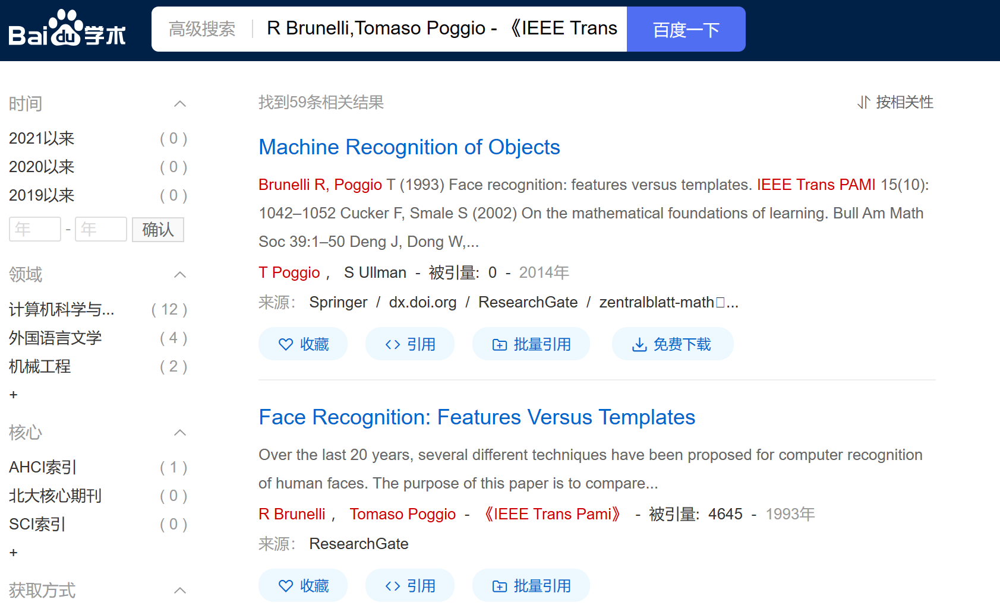 Bai du 学术
高级搜索 R Brunelli,Tomaso Poggio - 《IEEE Trans 百度一下
时间
2021以来 ( 0 )
2020以来 ( 0 )
2019以来 ( 0 )
年 - 年 确认
领域
计算机科学与... ( 12 )
外国语言文学 ( 4 )
机械工程 ( 2 )
+
核心
AHCI索引 ( 1 )
北大核心期刊 ( 0 )
SCI索引 ( 0 )
+
获取方式
找到59条相关结果 按相关性
Machine Recognition of Objects
Brunelli R, Poggio T (1993) Face recognition: features versus templates. IEEE Trans PAMI 15(10):
1042–1052 Cucker F, Smale S (2002) On the mathematical foundations of learning. Bull Am Math
Soc 39:1–50 Deng J, Dong W,...
T Poggio ， S Ullman - 被引量: 0 - 2014年
来源： Springer / dx.doi.org / ResearchGate / zentralblatt-math...
收藏 引用 批量引用 免费下载
Face Recognition: Features Versus Templates
Over the last 20 years, several different techniques have been proposed for computer recognition
of human faces. The purpose of this paper is to compare...
R Brunelli ， Tomaso Poggio - 《IEEE Trans Pami》 - 被引量: 4645 - 1993年
来源： ResearchGate
收藏 引用 批量引用